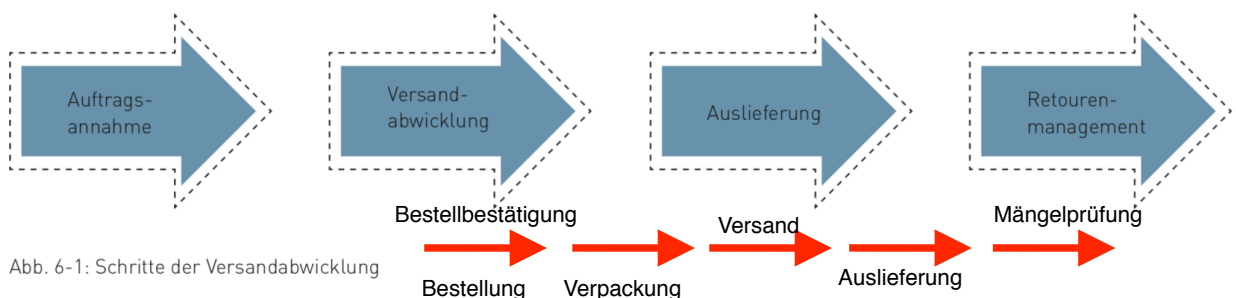 Auftrags-
annahme
Versand-
abwicklung
Auslieferung
Retouren-
management
Bestellbestätigung
Versand
Mängelprüfung
Abb. 6-1: Schritte der Versandabwicklung
Bestellung
Verpackung
Auslieferung